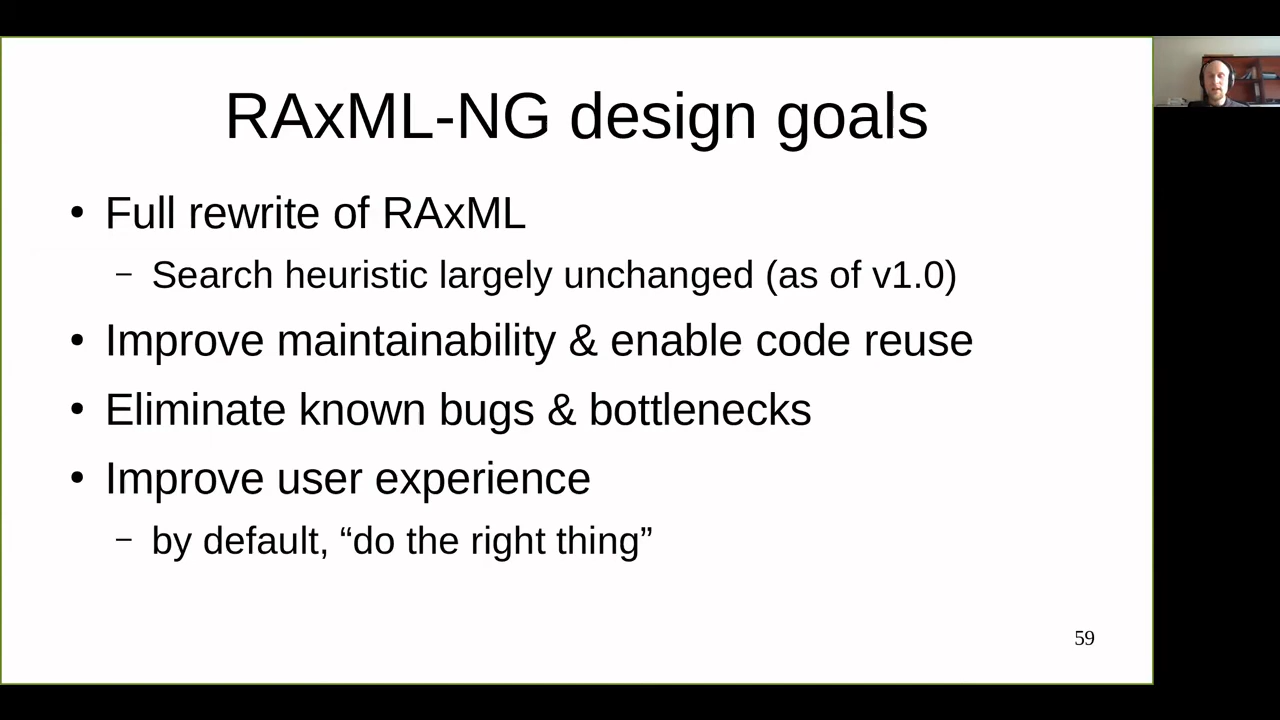 RAxML-NG design goals
• Full rewrite of RAxML
– Search heuristic largely unchanged (as of v1.0)
• Improve maintainability & enable code reuse
• Eliminate known bugs & bottlenecks
• Improve user experience
– by default, “do the right thing”
59